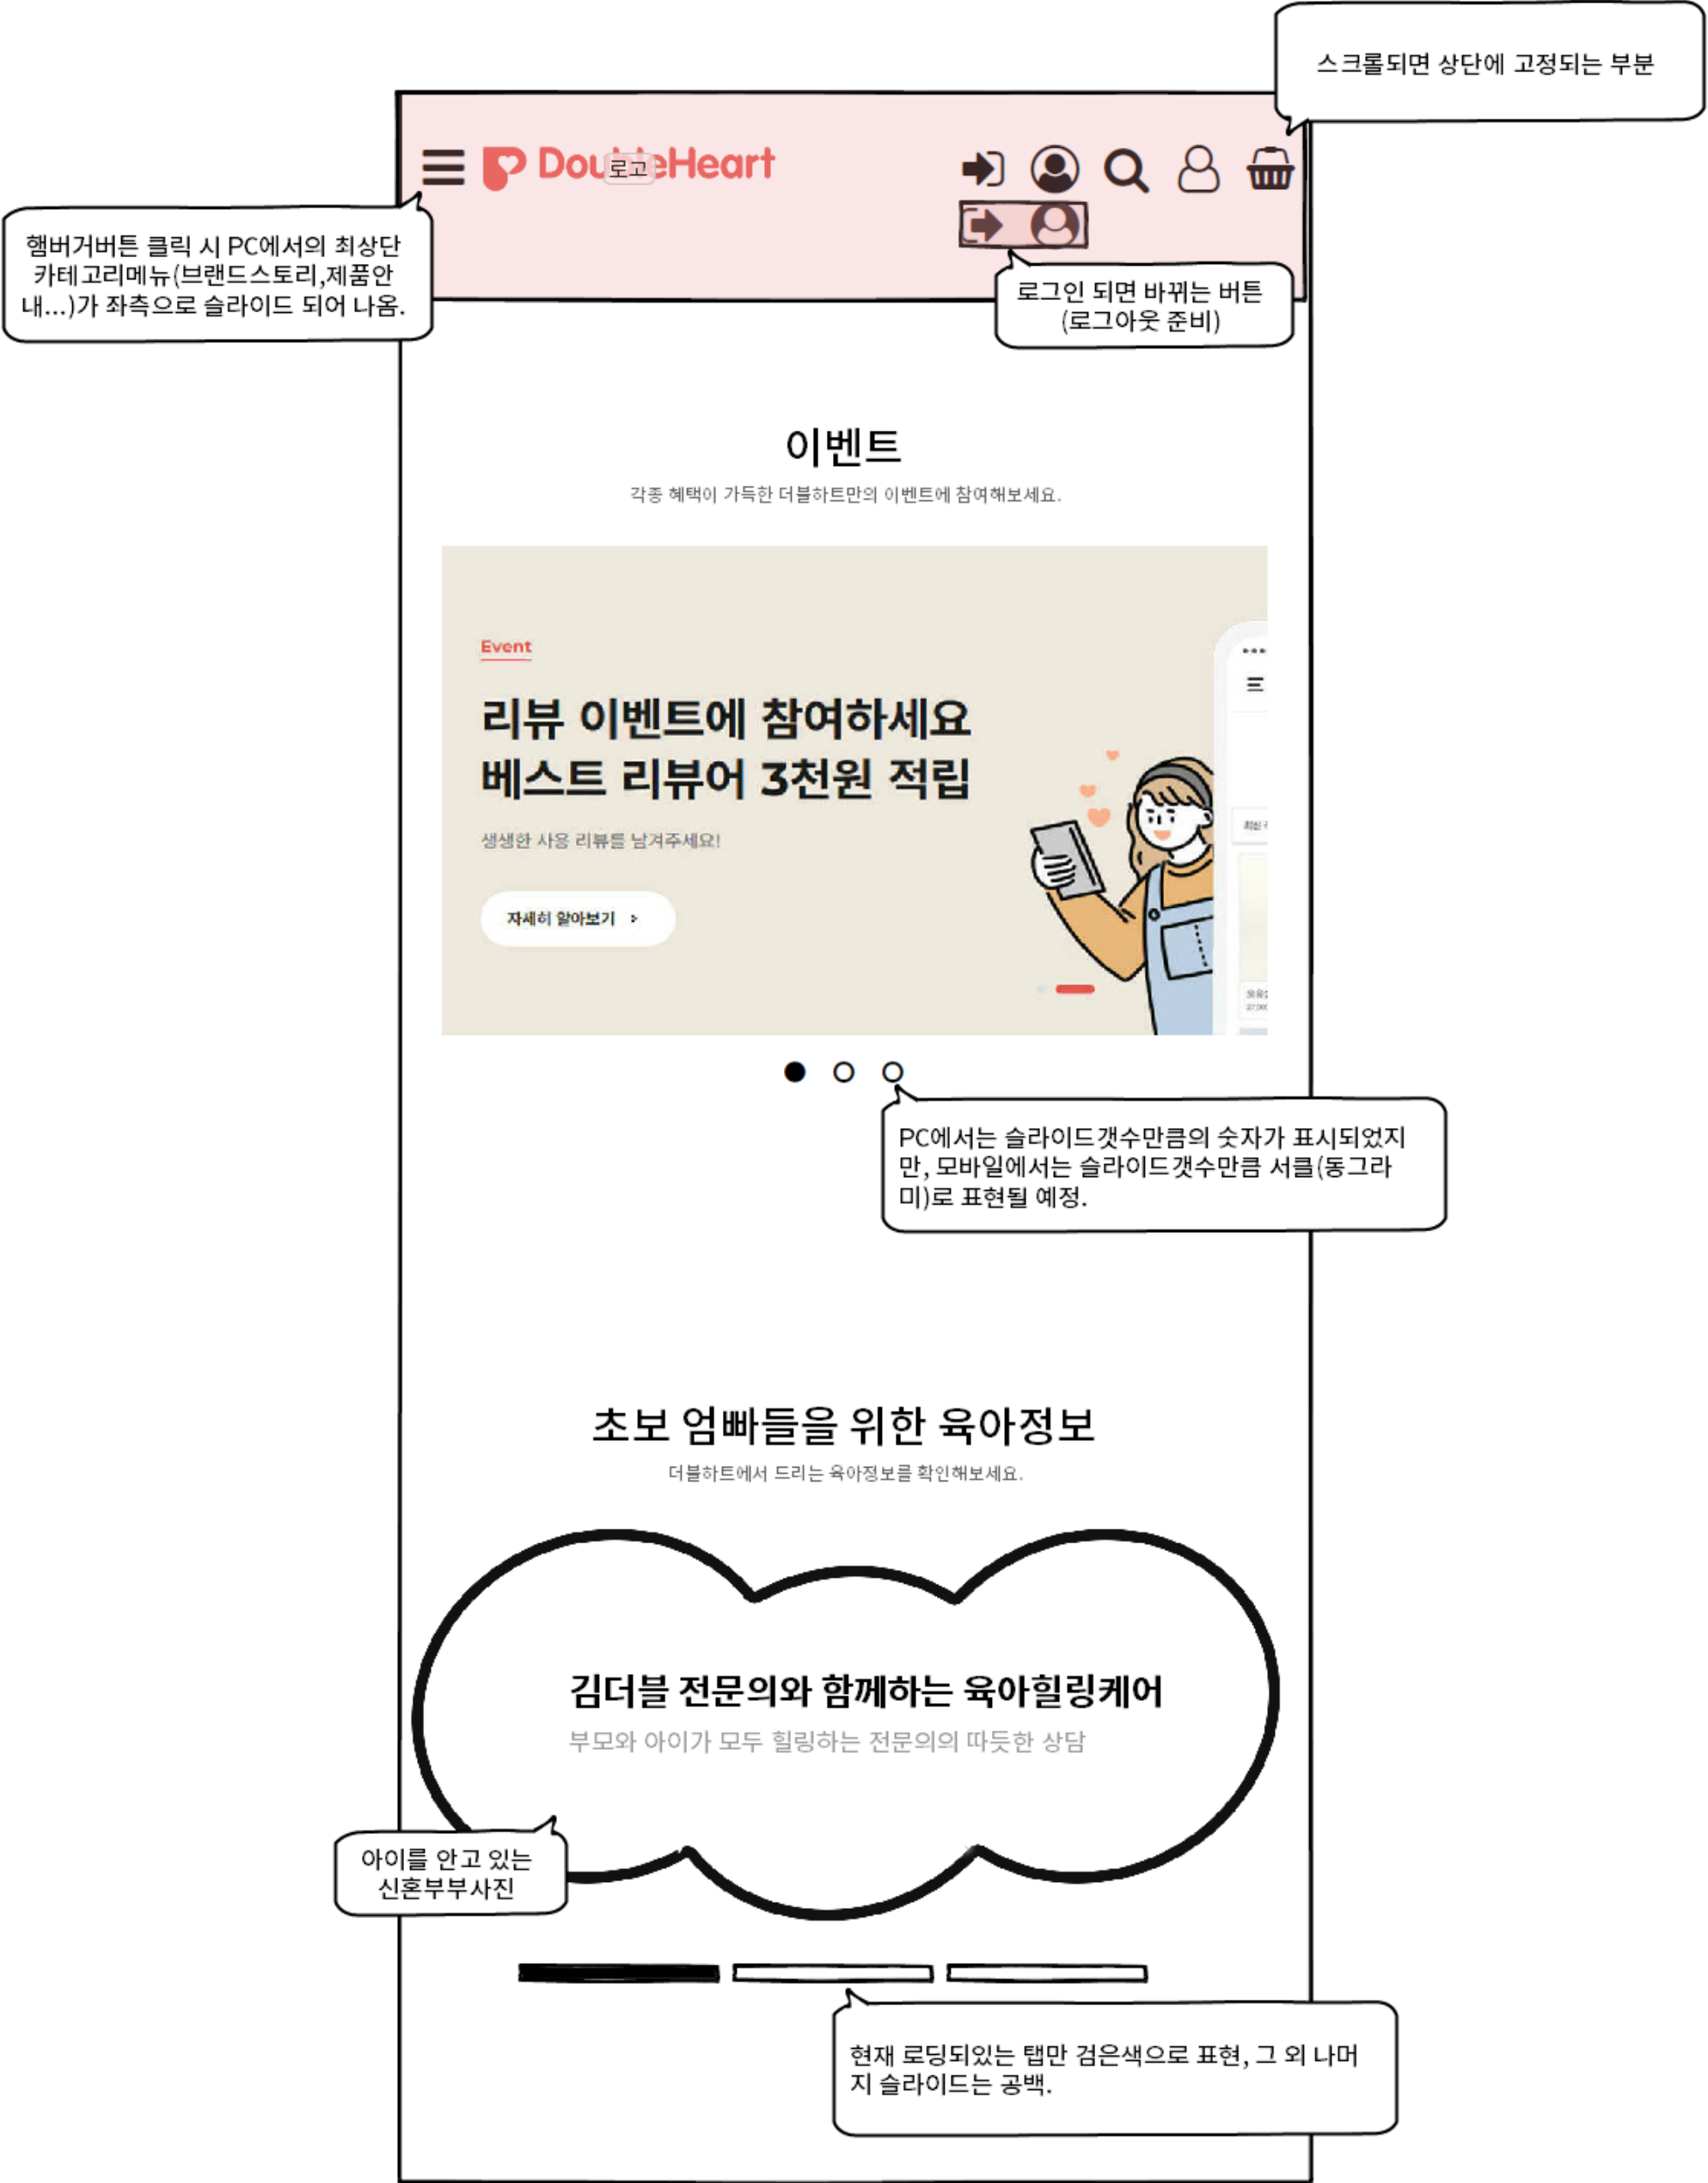 스크롤되면 상단에 고정되는 부분
DoubleHeart
로고
햄버거버튼 클릭 시 PC에서의 최상단
카테고리메뉴(브랜드스토리,제품안
내...)가 좌측으로 슬라이드 되어 나옴.
로그인 되면 바뀌는 버튼
(로그아웃 준비)
이벤트
각종 혜택이 가득한 더블하트만의 이벤트에 참여해보세요.
Event
리뷰 이벤트에 참여하세요
베스트 리뷰어 3천원 적립
생생한 사용 리뷰를 남겨주세요!
자세히 알아보기
PC에서는 슬라이드갯수만큼의 숫자가 표시되었지
만, 모바일에서는 슬라이드갯수만큼 서클(동그라
미)로 표현될 예정.
초보 엄빠들을 위한 육아정보
더블하트에서 드리는 육아정보를 확인해보세요.
김더블 전문의와 함께하는 육아힐링케어
부모와 아이가 모두 힐링하는 전문의의 따듯한 상담
아이를 안고 있는
신혼부부사진
현재 로딩되있는 탭만 검은색으로 표현, 그 외 나머
지 슬라이드는 공백.